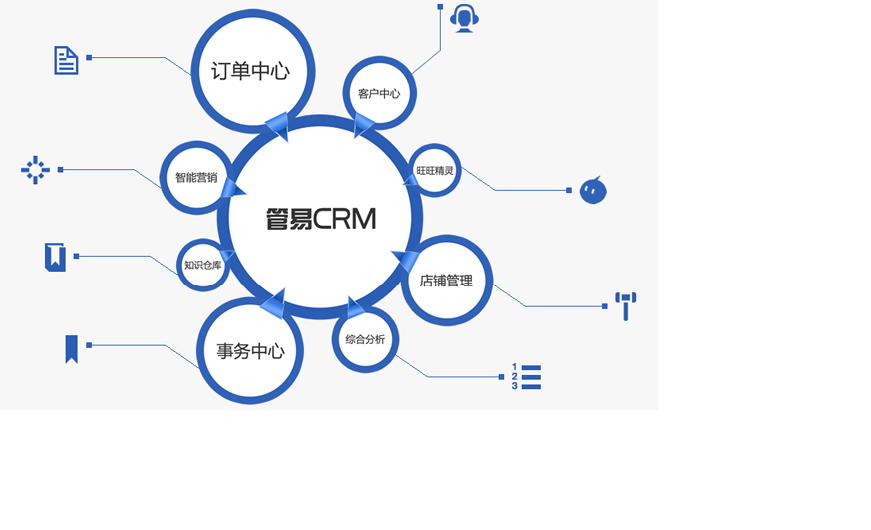 订单中心
客户中心
智能营销
旺旺精灵
管易CRM
知识仓库
店铺管理
事务中心
综合分析
1
2
3